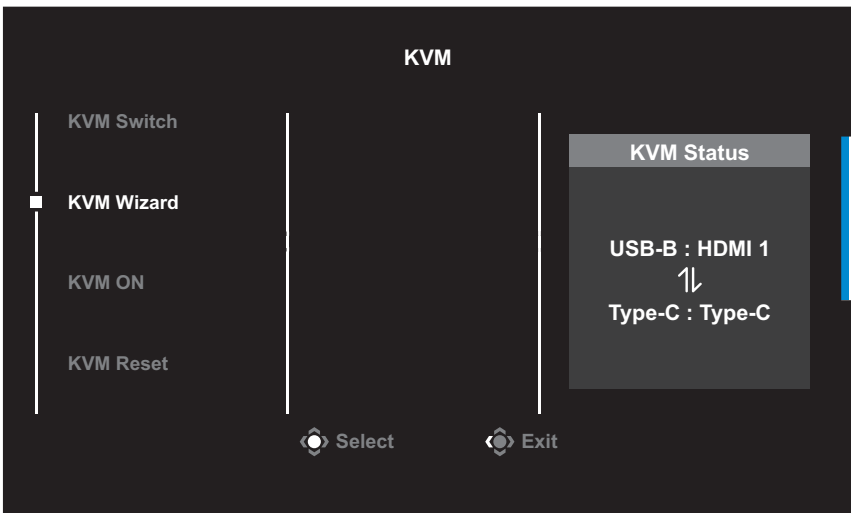 KVM
KVM Switch
KVM Wizard
KVM ON
KVM Reset
KVM Status
USB-B : HDMI 1
Type-C : Type-C
Select
Exit